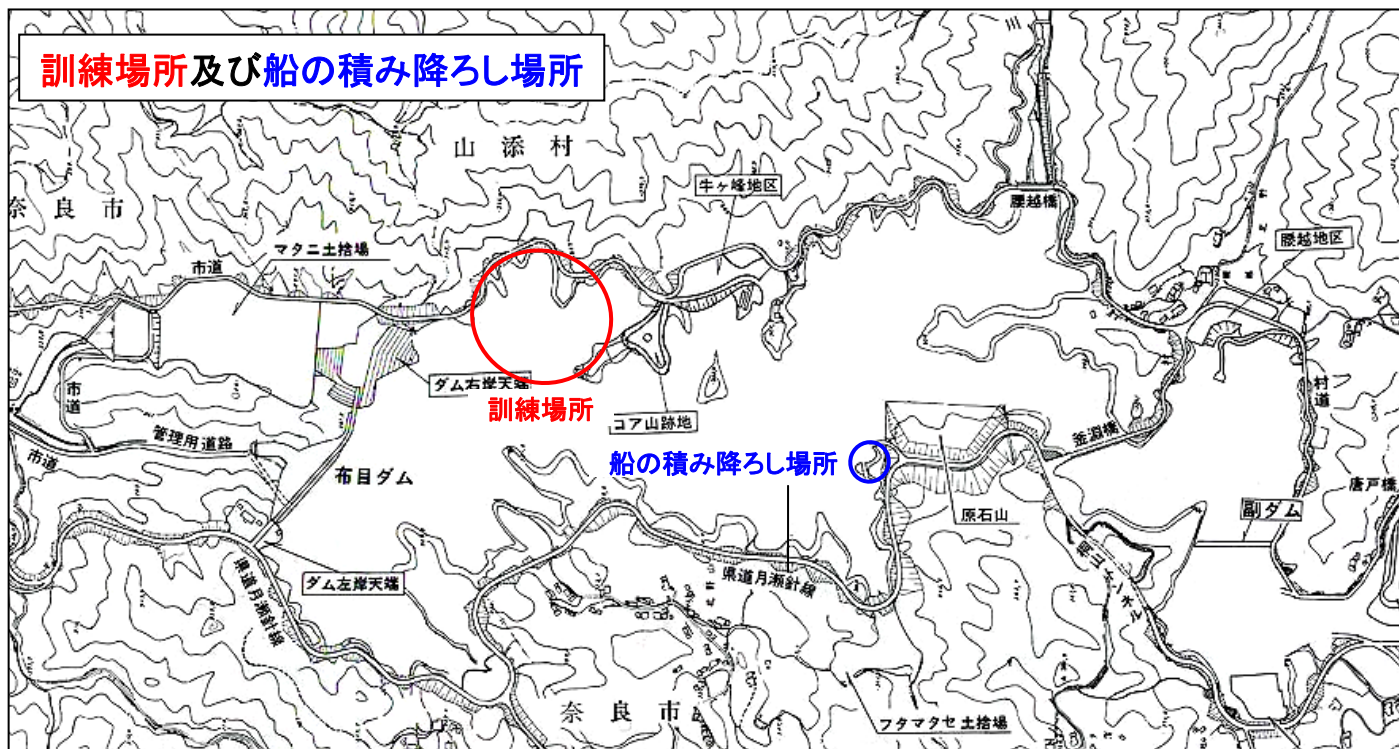 訓練場所及び船の積み降ろし場所
山添村
奈良市
牛ヶ峰地区
腰越橋
腰越地区
マタニ土捨場
市道
ダム右岸天端
訓練場所
コア山跡地
市道
管理用道路
市道
布目ダム
船の積み降ろし場所
釜淵橋
村道
唐戸橋
原石山
副ダム
ダム左岸天端
県道月瀬針線
県道月瀬針線
奈良市
フタマタセ土捨場